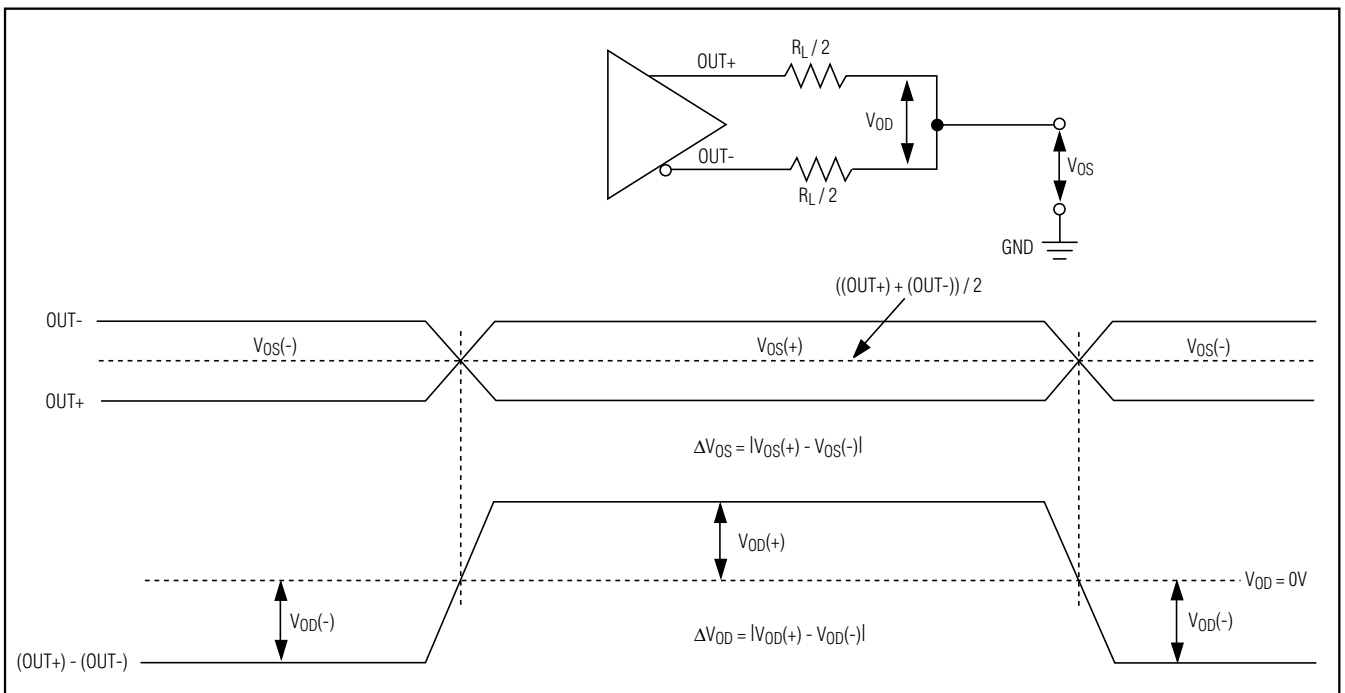 R_L / 2
OUT+
V_OD
OUT-
V_OS
R_L / 2
GND
((OUT+) + (OUT-)) / 2
OUT-
V_OS(-)
V_OS(+)
V_OS(-)
OUT+
ΔV_OS = |V_OS(+) - V_OS(-)|
V_OD(+)
V_OD = 0V
V_OD(-)
V_OD(-)
ΔV_OD = |V_OD(+) - V_OD(-)|
(OUT+) - (OUT-)